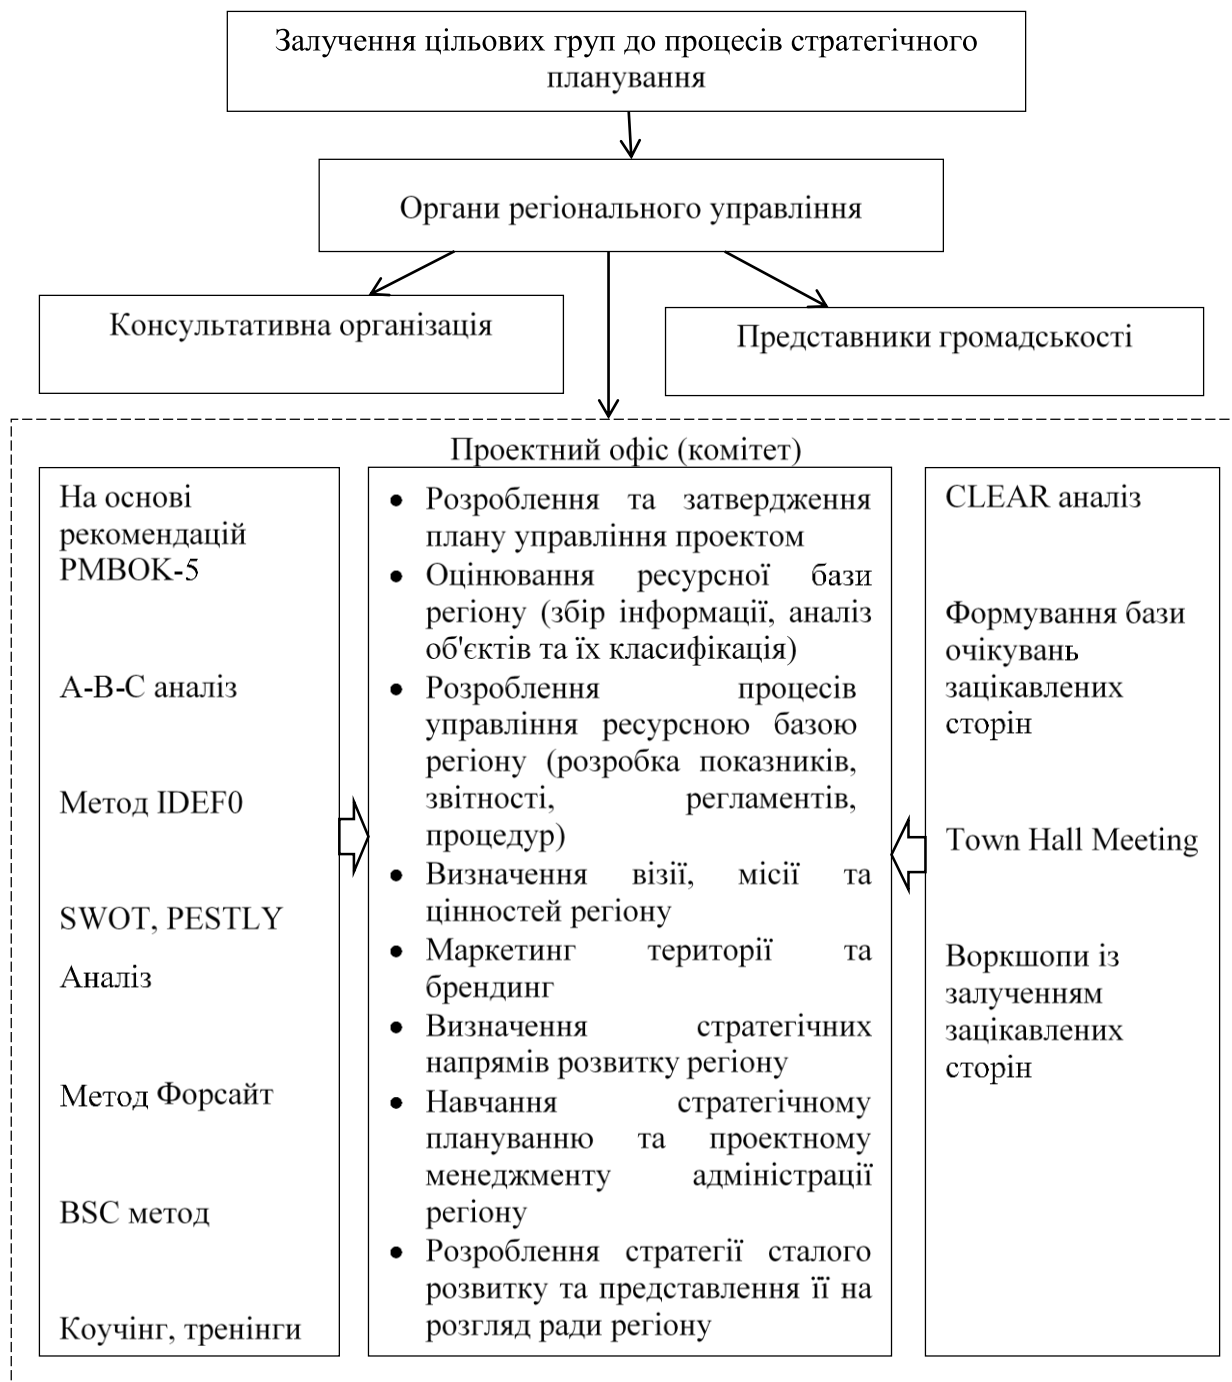 Залучення цільових груп до процесів стратегічного
планування
Органи регіонального управління
Консультативна організація
Представники громадськості
Проектний офіс (комітет)
На основі
рекомендацій
PMBOK-5
А-В-С аналіз
Метод IDEF0
SWOT, PESTLY
Аналіз
Метод Форсайт
BSC метод
Коучінг, тренінги
• Розроблення та затвердження
плану управління проектом
• Оцінювання ресурсної бази
регіону (збір інформації, аналіз
об'єктів та їх класифікація)
• Розроблення процесів
управління ресурсною базою
регіону (розробка показників,
звітності, регламентів,
процедур)
• Визначення візії, місії та
цінностей регіону
• Маркетинг території та
брендинг
• Визначення стратегічних
напрямів розвитку регіону
• Навчання стратегічному
плануванню та проектному
менеджменту адміністрації
регіону
• Розроблення стратегії сталого
розвитку та представлення її на
розгляд ради регіону
CLEAR аналіз
Формування бази
очікувань
зацікавлених
сторін
Town Hall Meeting
Воркшопи із
залученням
зацікавлених
сторін